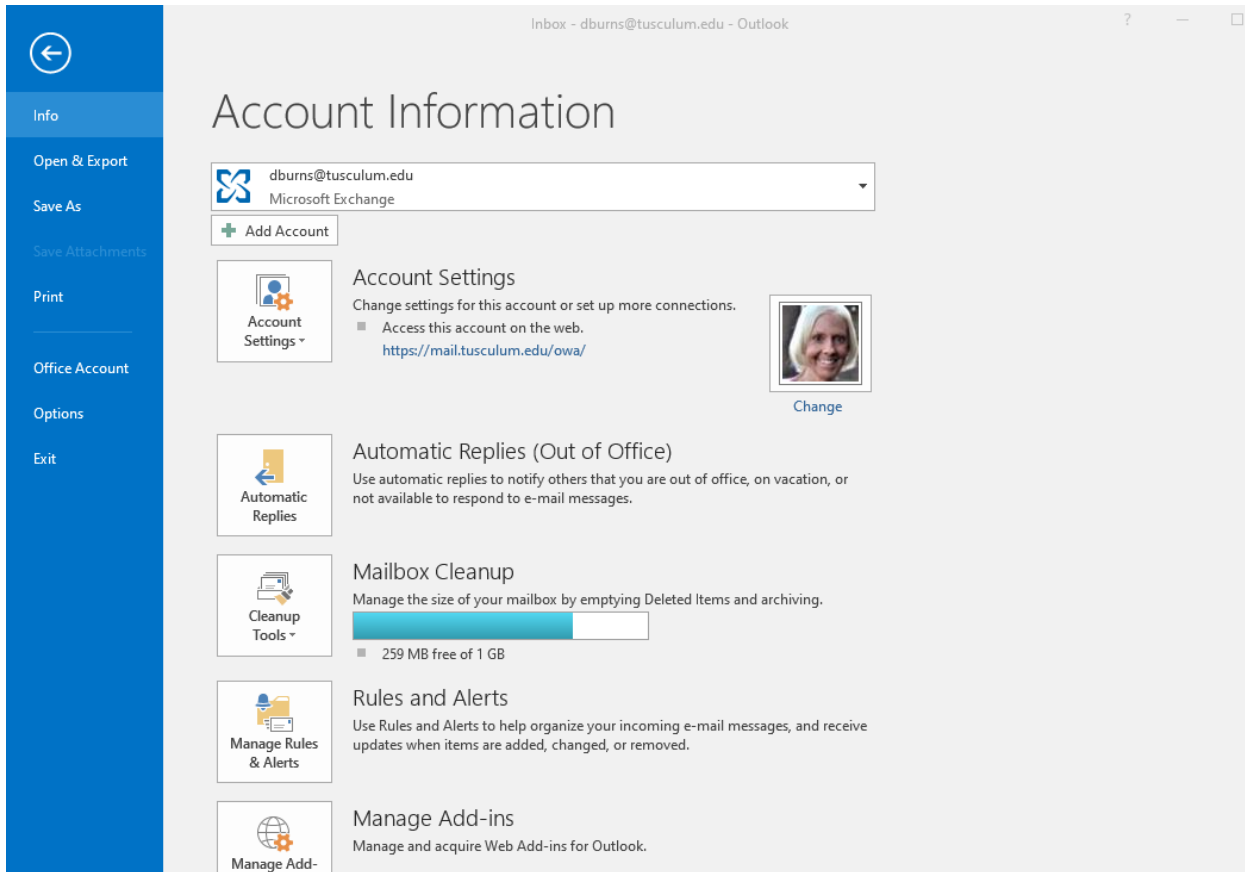 Inbox - dburns@tusculum.edu - Outlook
?
Info
Open & Export
Save As
Save Attachments
Print
Office Account
Options
Exit
Account Information
dburns@tusculum.edu
Microsoft Exchange
Add Account
Account
Settings
Account Settings
Change settings for this account or set up more connections.
Access this account on the web.
https://mail.tusculum.edu/owa/
Change
Automatic
Replies
Automatic Replies (Out of Office)
Use automatic replies to notify others that you are out of office, on vacation, or
not available to respond to e-mail messages.
Cleanup
Tools
Mailbox Cleanup
Manage the size of your mailbox by emptying Deleted Items and archiving.
259 MB free of 1 GB
Manage Rules
& Alerts
Rules and Alerts
Use Rules and Alerts to help organize your incoming e-mail messages, and receive
updates when items are added, changed, or removed.
Manage Add-
Manage Add-ins
Manage and acquire Web Add-ins for Outlook.